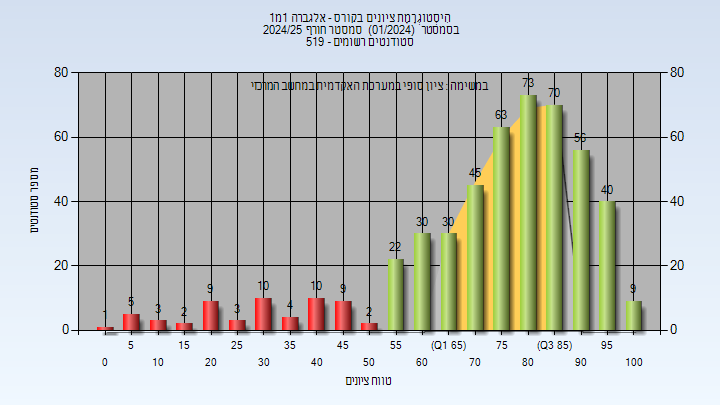 היסטוגרמת ציונים בקורס - אלגברה 1מ1
בסמסטר (01/2024) סמסטר חורף 2024/25
סטודנטים רשומים - 519
במשימה : ציון סופי במערכת האקדמית במחשב המרכזי
80 80
60 60
40 40
20 20
0 0
מספר סטודנטים
1 5 3 2 9 3 10 4 10 9 2 22 30 30 45 63 73 70 56 40 9
5 15 25 35 45 55 (Q1 65) 75 (Q3 85) 95
0 10 20 30 40 50 60 70 80 90 100
טווח ציונים